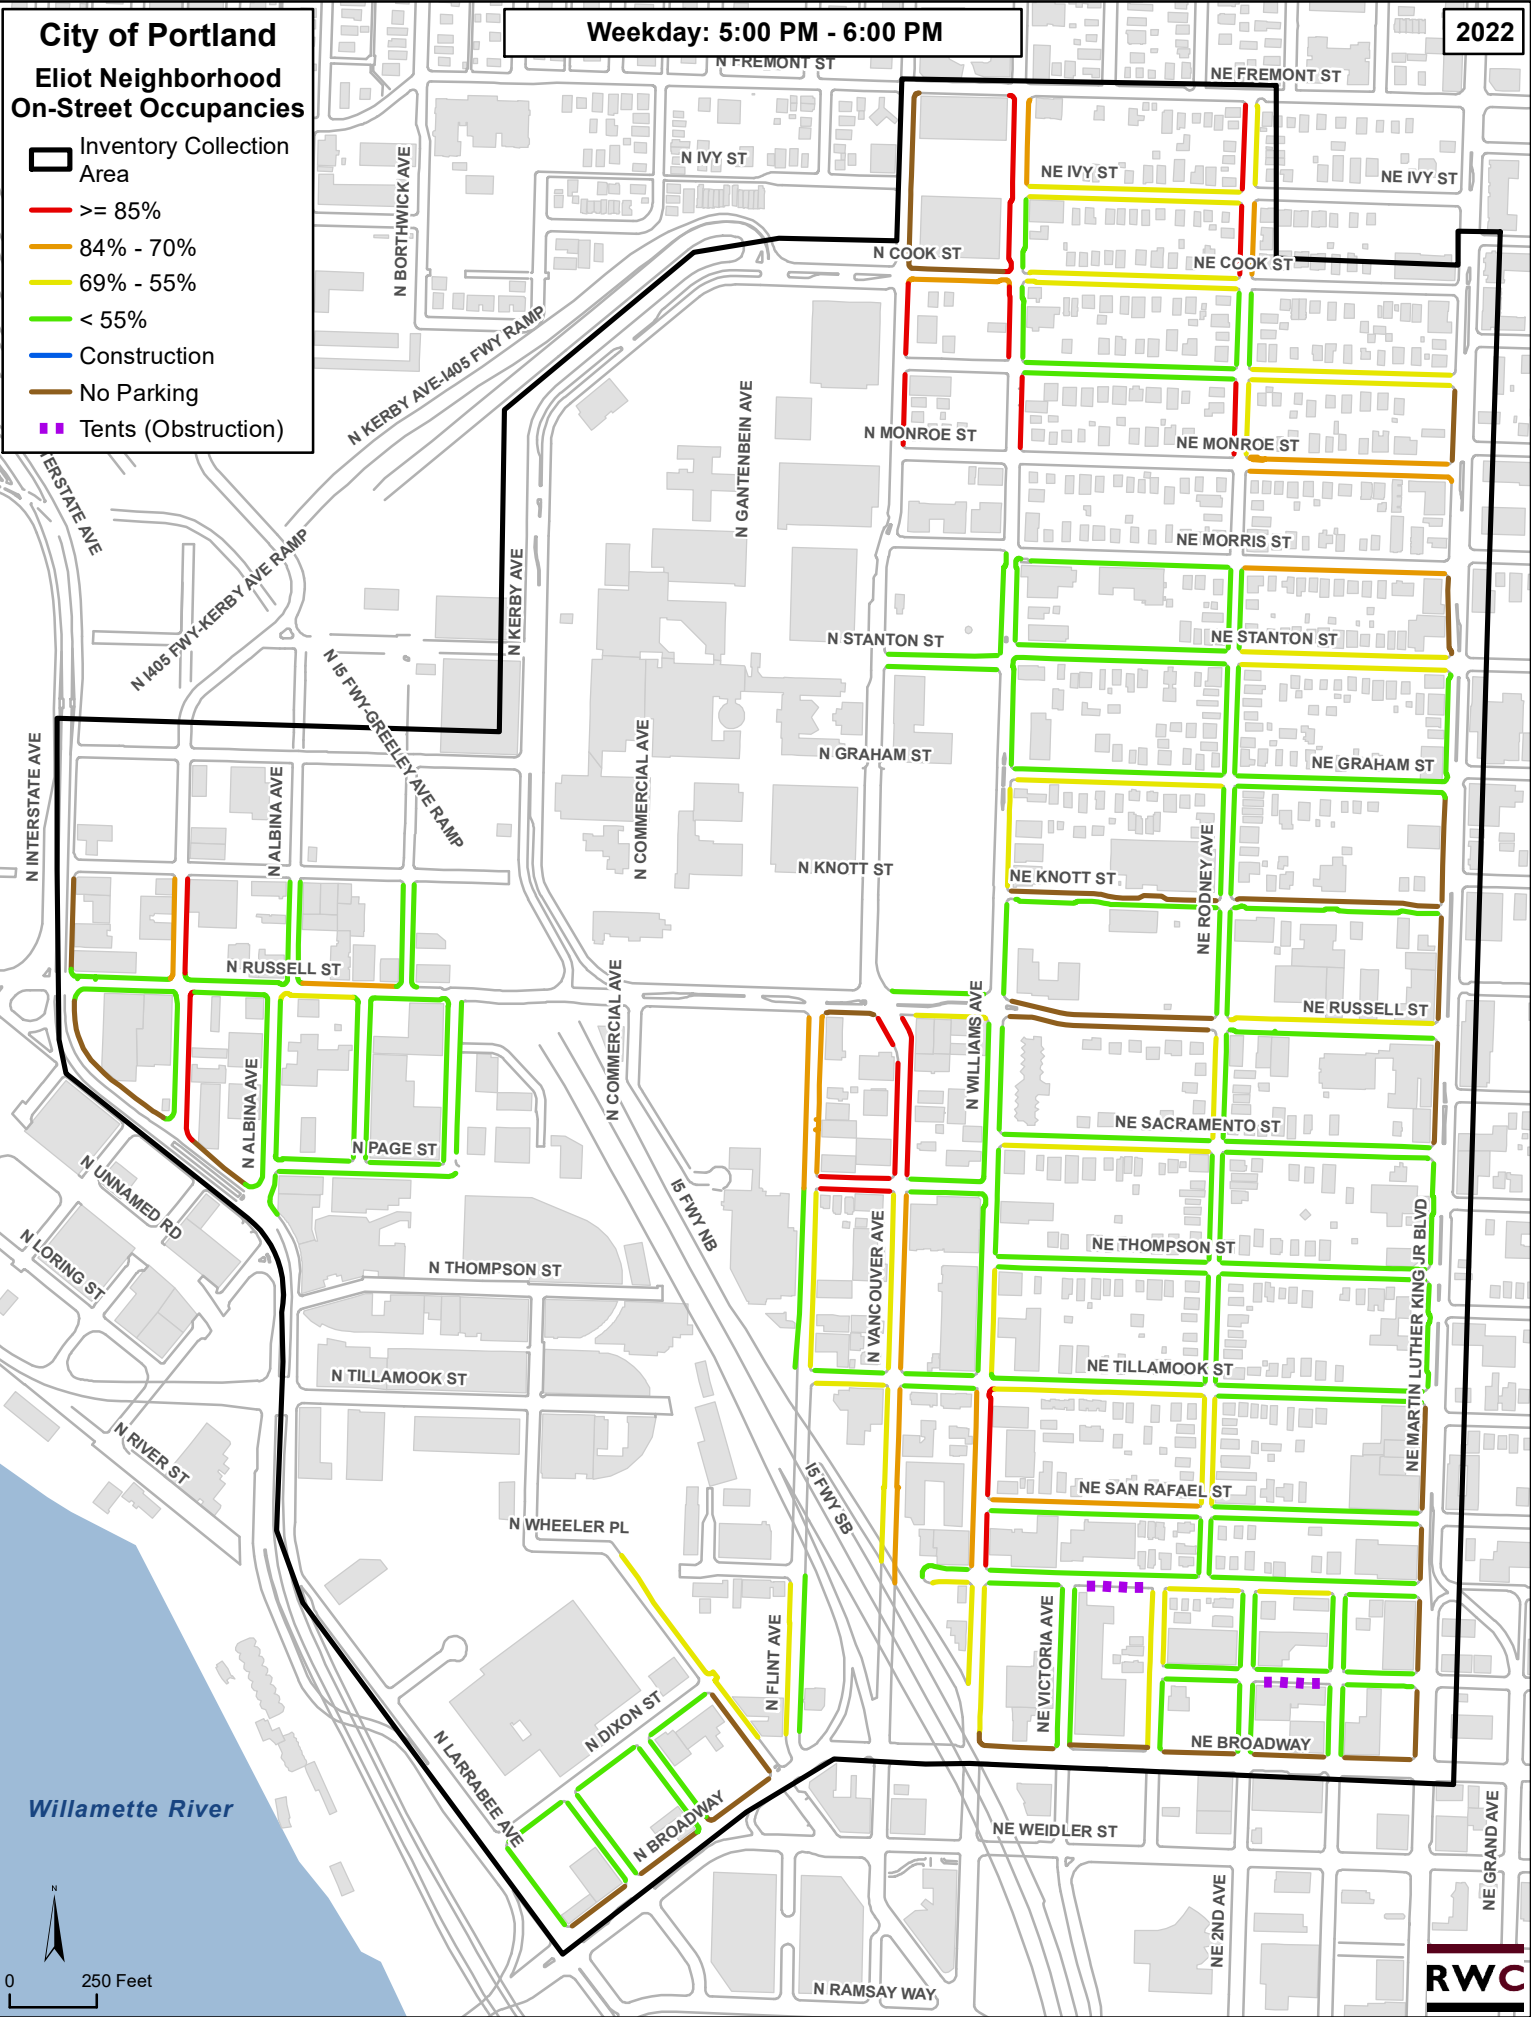 City of Portland
Eliot Neighborhood
On-Street Occupancies
Inventory Collection
Area
>= 85%
84% - 70%
69% - 55%
< 55%
Construction
No Parking
Tents (Obstruction)
Weekday: 5:00 PM - 6:00 PM
2022
N FREMONT ST
NE FREMONT ST
N IVY ST
NE IVY ST
NE IVY ST
N BORTHWICK AVE
N COOK ST
NE COOK ST
N KERBY AVE-I405 FWY RAMP
N GANTENBEIN AVE
N MONROE ST
NE MONROE ST
TERSTATE AVE
NE MORRIS ST
N I405 FWY-KERBY AVE RAMP
N KERBY AVE
N STANTON ST
NE STANTON ST
N I5 FWY-GREELEY AVE RAMP
N INTERSTATE AVE
N ALBINA AVE
N COMMERCIAL AVE
N GRAHAM ST
NE GRAHAM ST
N KNOTT ST
NE KNOTT ST
NE RODNEY AVE
N RUSSELL ST
N COMMERCIAL AVE
N WILLIAMS AVE
NE RUSSELL ST
N ALBINA AVE
N PAGE ST
NE SACRAMENTO ST
N UNNAMED RD
N LORING ST
I5 FWY NB
N VANCOUVER AVE
NE THOMPSON ST
NE MARTIN LUTHER KING JR BLVD
N THOMPSON ST
N TILLAMOOK ST
NE TILLAMOOK ST
N RIVER ST
I5 FWY SB
NE SAN RAFAEL ST
N WHEELER PL
N FLINT AVE
NE VICTORIA AVE
N DIXON ST
N LARRABEE AVE
NE BROADWAY
N BROADWAY
Willamette River
NE WEIDLER ST
NE GRAND AVE
NE 2ND AVE
N RAMSAY WAY
N
0 250 Feet
RWC